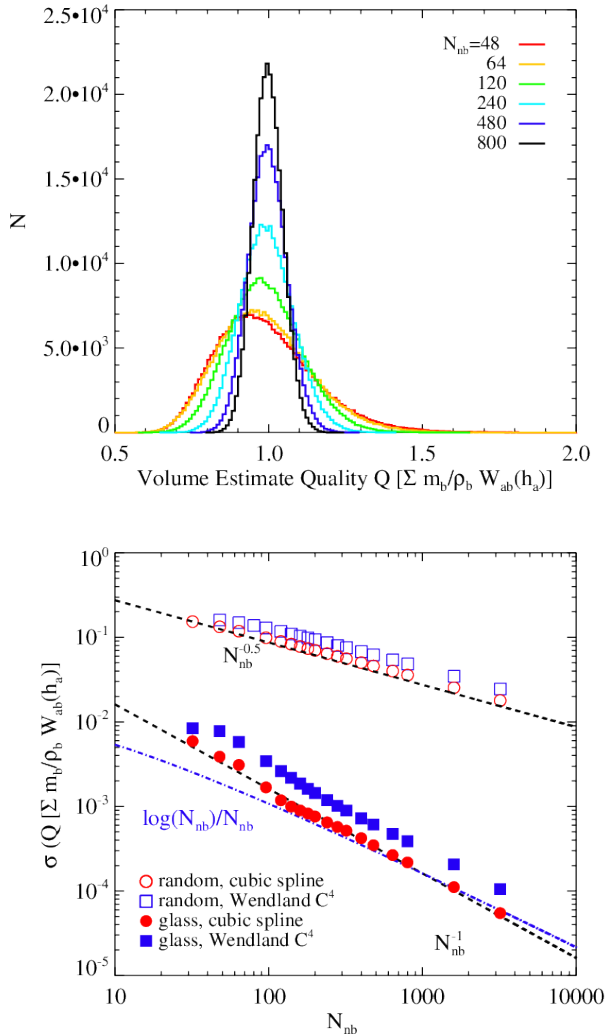 2.5•10⁴
2.0•10⁴
1.5•10⁴
1.0•10⁴
5.0•10³
0
N
N_nb=48
64
120
240
480
800
0.5 1.0 1.5 2.0
Volume Estimate Quality Q [Σ m_b/ρ_b W_ab(h_a)]
10⁰
10⁻¹
10⁻²
10⁻³
10⁻⁴
10⁻⁵
σ (Q [Σ m_b/ρ_b W_ab(h_a)]
N_nb^-0.5
log(N_nb)/N_nb
random, cubic spline
random, Wendland C⁴
glass, cubic spline
glass, Wendland C⁴
N_nb^-1
10 100 1000 10000
N_nb